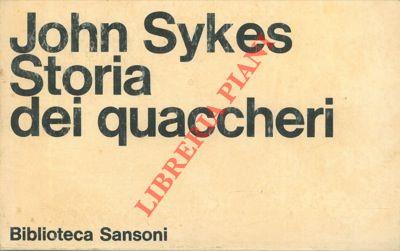 John Sykes
Storia
dei quaccheri
LIBRERIA PIANI
Biblioteca Sansoni